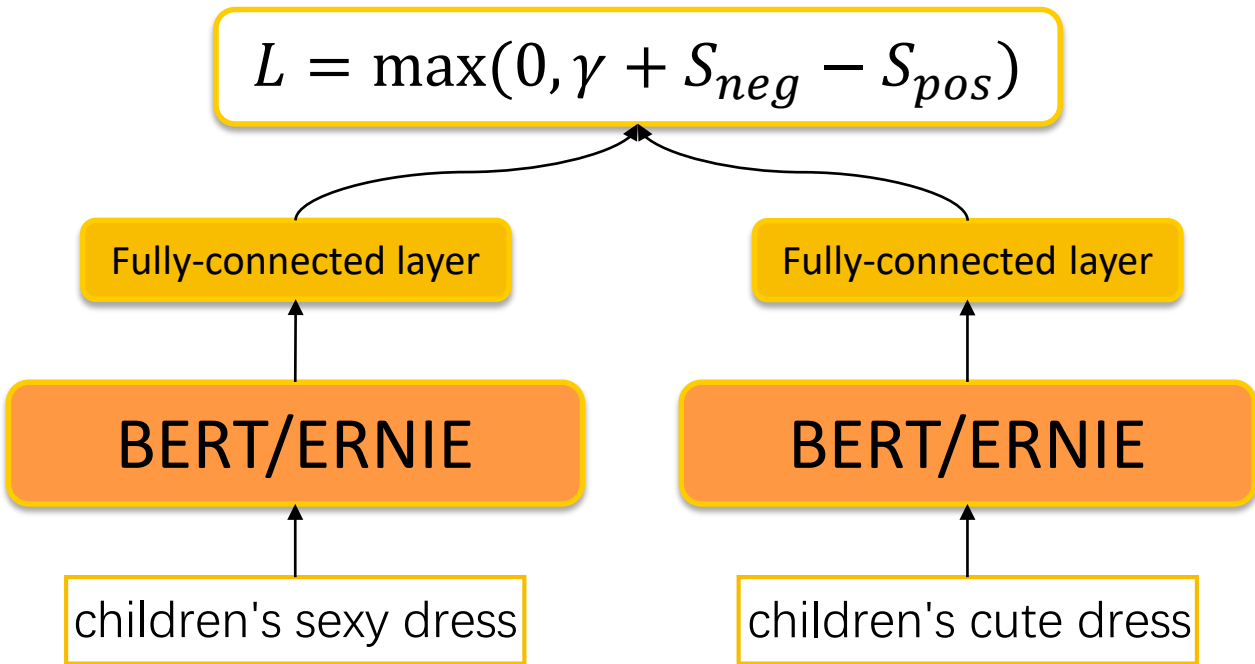 L = max(0, γ + S_neg − S_pos)
Fully-connected layer
Fully-connected layer
BERT/ERNIE
BERT/ERNIE
children's sexy dress
children's cute dress